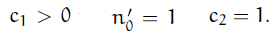 c₁ > 0 n′₀ = 1 c₂ = 1.